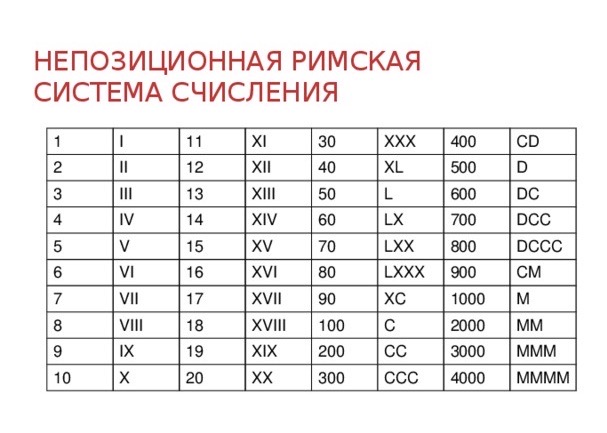 НЕПОЗИЦИОННАЯ РИМСКАЯ
СИСТЕМА СЧИСЛЕНИЯ
1 I 11 XI 30 XXX 400 CD
2 II 12 XII 40 XL 500 D
3 III 13 XIII 50 L 600 DC
4 IV 14 XIV 60 LX 700 DCC
5 V 15 XV 70 LXX 800 DCCC
6 VI 16 XVI 80 LXXX 900 CM
7 VII 17 XVII 90 XC 1000 M
8 VIII 18 XVIII 100 C 2000 MM
9 IX 19 XIX 200 CC 3000 MMM
10 X 20 XX 300 CCC 4000 MMMM